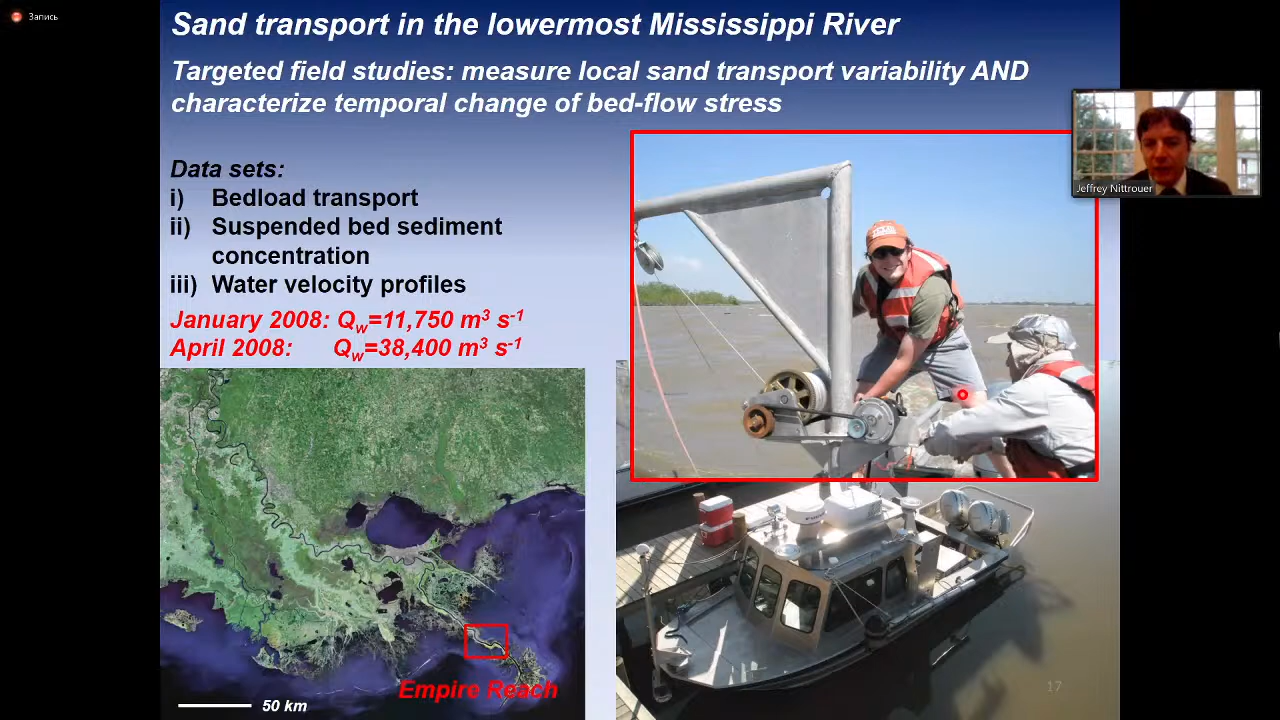 Запись
Sand transport in the lowermost Mississippi River
Targeted field studies: measure local sand transport variability AND
characterize temporal change of bed-flow stress
Data sets:
i) Bedload transport
ii) Suspended bed sediment
concentration
iii) Water velocity profiles
January 2008: Qw=11,750 m³ s⁻¹
April 2008: Qw=38,400 m³ s⁻¹
Jeffrey Nittrouer
Empire Reach
50 km
17